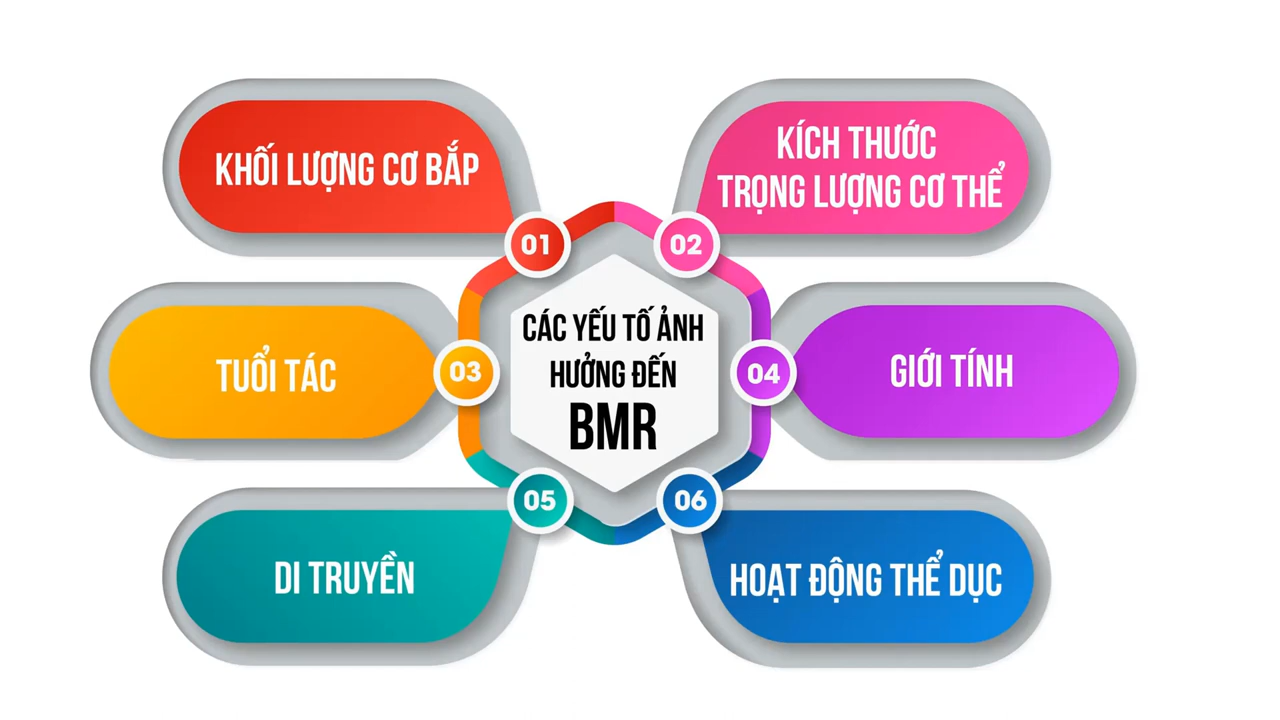 KHỐI LƯỢNG CƠ BẮP
01
KÍCH THƯỚC
TRỌNG LƯỢNG CƠ THỂ
02
CÁC YẾU TỐ ẢNH
HƯỞNG ĐẾN
BMR
TUỔI TÁC
03
GIỚI TÍNH
04
DI TRUYỀN
05
HOẠT ĐỘNG THỂ DỤC
06